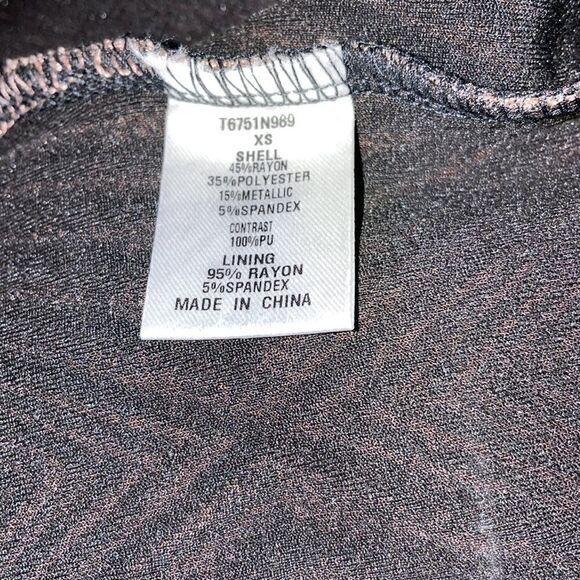 T6751N989
XS
SHELL
45%RAYON
35%POLYESTER
15%METALLIC
5%SPANDEX
CONTRAST
100%PU
LINING
95% RAYON
5%SPANDEX
MADE IN CHINA